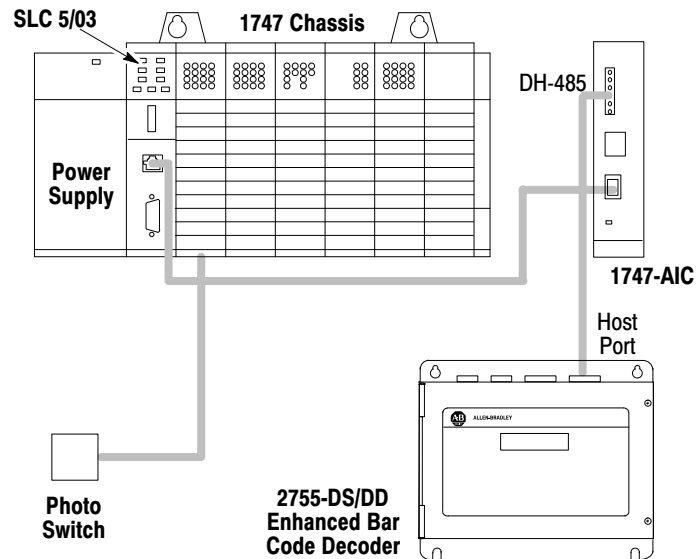 SLC 5/03
1747 Chassis
DH-485
Power
Supply
1747-AIC
Host
Port
AB
ALLEN-BRADLEY
Photo
Switch
2755-DS/DD
Enhanced Bar
Code Decoder